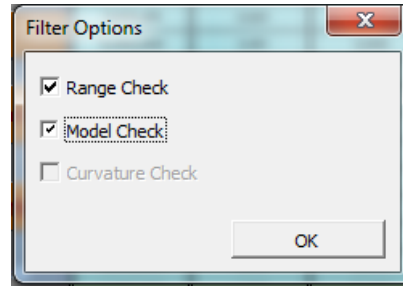 Filter Options
Range Check
Model Check
Curvature Check
OK